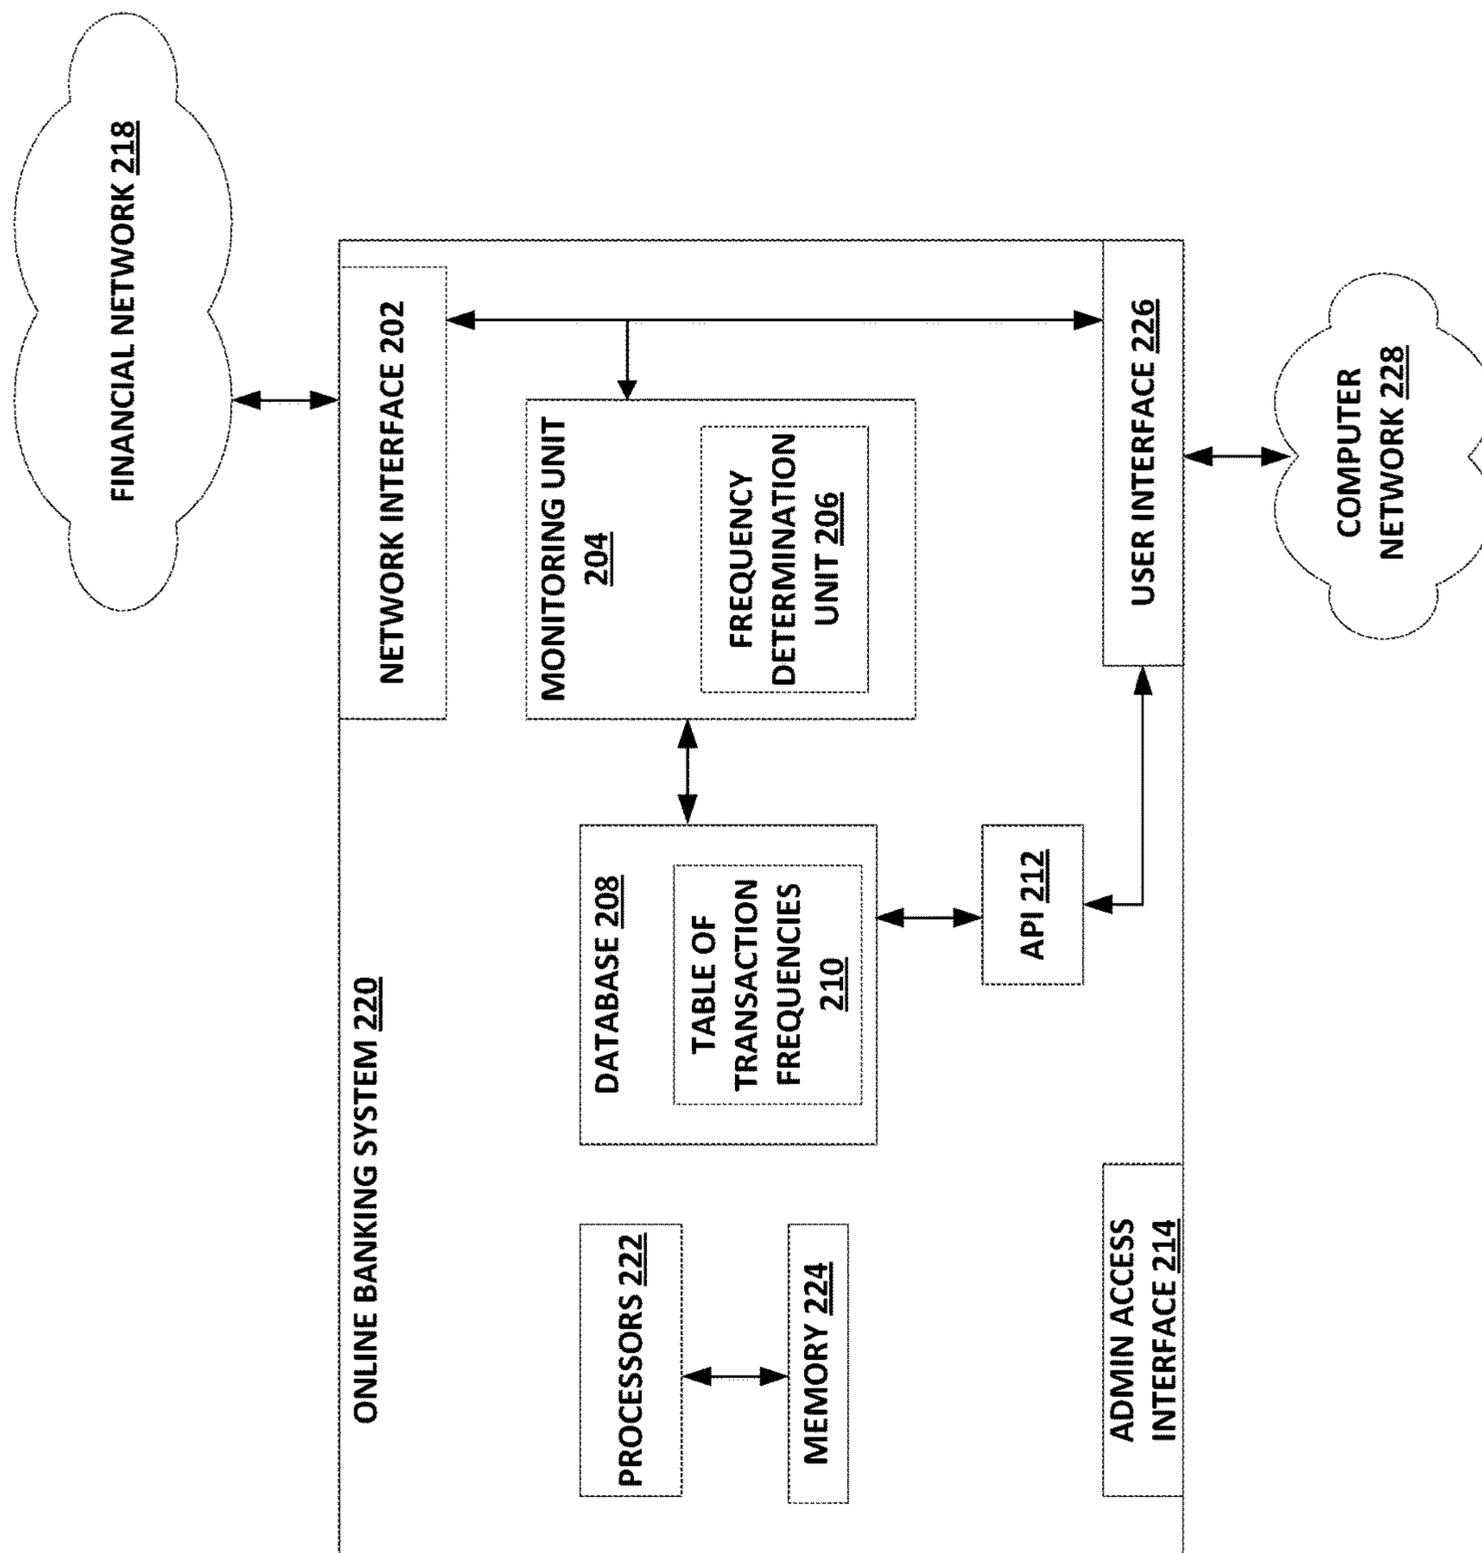 FINANCIAL NETWORK 218
ONLINE BANKING SYSTEM 220
NETWORK INTERFACE 202
PROCESSORS 222
MEMORY 224
DATABASE 208
TABLE OF
TRANSACTION
FREQUENCIES
210
MONITORING UNIT
204
FREQUENCY
DETERMINATION
UNIT 206
API 212
ADMIN ACCESS
INTERFACE 214
USER INTERFACE 226
COMPUTER
NETWORK 228